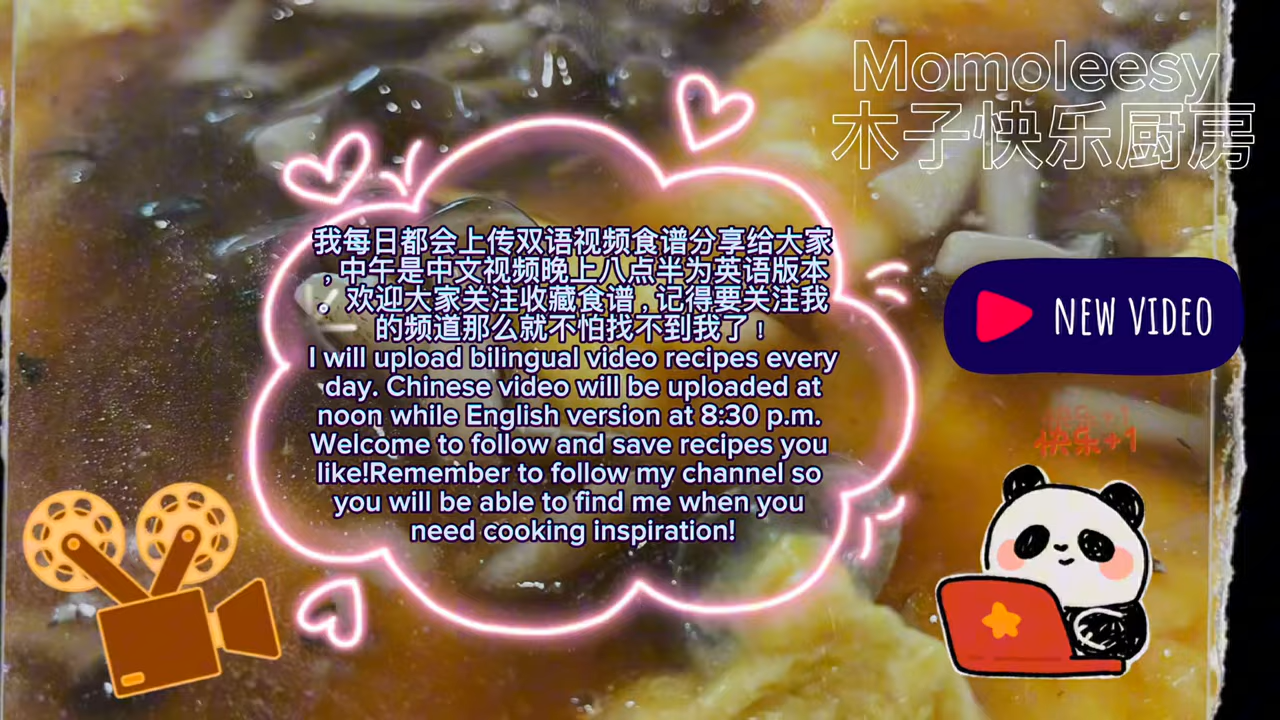 Momoleesy
木子快乐厨房
我每日都会上传双语视频食谱分享给大家
，中午是中文视频晚上八点半为英语版本
。欢迎大家关注收藏食谱，记得要关注我
的频道那么就不怕找不到我了！
I will upload bilingual video recipes every
day. Chinese video will be uploaded at
noon while English version at 8:30 p.m.
Welcome to follow and save recipes you
like!Remember to follow my channel so
you will be able to find me when you
need cooking inspiration!
NEW VIDEO
快乐+1
快乐+1